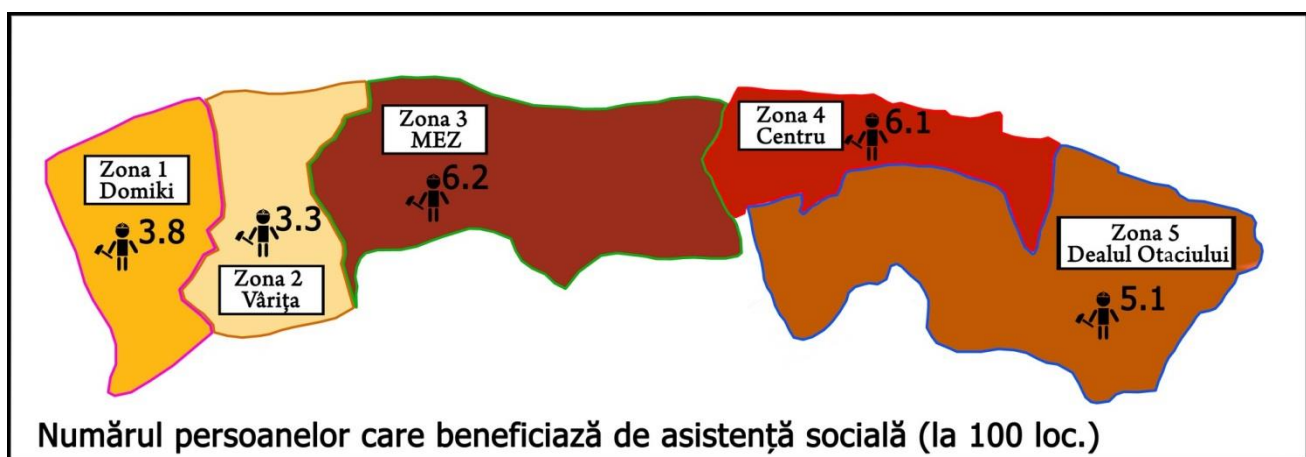 Zona 1
Domiki
3.8
3.3
Zona 2
Vârița
Zona 3
MEZ
6.2
Zona 4
Centru
6.1
Zona 5
Dealul Otaciului
5.1
Numărul persoanelor care beneficiază de asistență socială (la 100 loc.)